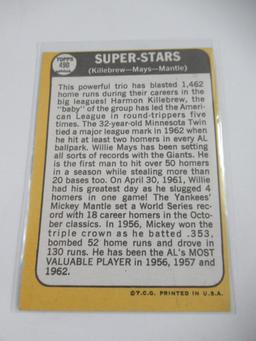 TOPPS
490
SUPER-STARS
(Killebrew—Mays—Mantle)
This powerful trio has blasted 1,462
home runs during their careers in the
big leagues! Harmon Killebrew, the
"baby" of the group has led the Ameri-
can League in round-trippers five
times. The 32-year-old Minnesota Twin
tied a major league mark in 1962 when
he hit at least two homers in every AL
ballpark. Willie Mays has been setting
all sorts of records with the Giants. He
is the first man to hit over 50 homers
in a season while stealing more than
20 bases too. On April 30, 1961, Willie
had his greatest day as he slugged 4
homers in one game! The Yankees'
Mickey Mantle set a World Series rec-
ord with 18 career homers in the Octo-
ber classics. In 1956, Mickey won the
triple crown as he batted .353,
bombed 52 home runs and drove in
130 runs. He has been the AL's MOST
VALUABLE PLAYER in 1956, 1957 and
1962.
©T.C.G. PRINTED IN U.S.A.